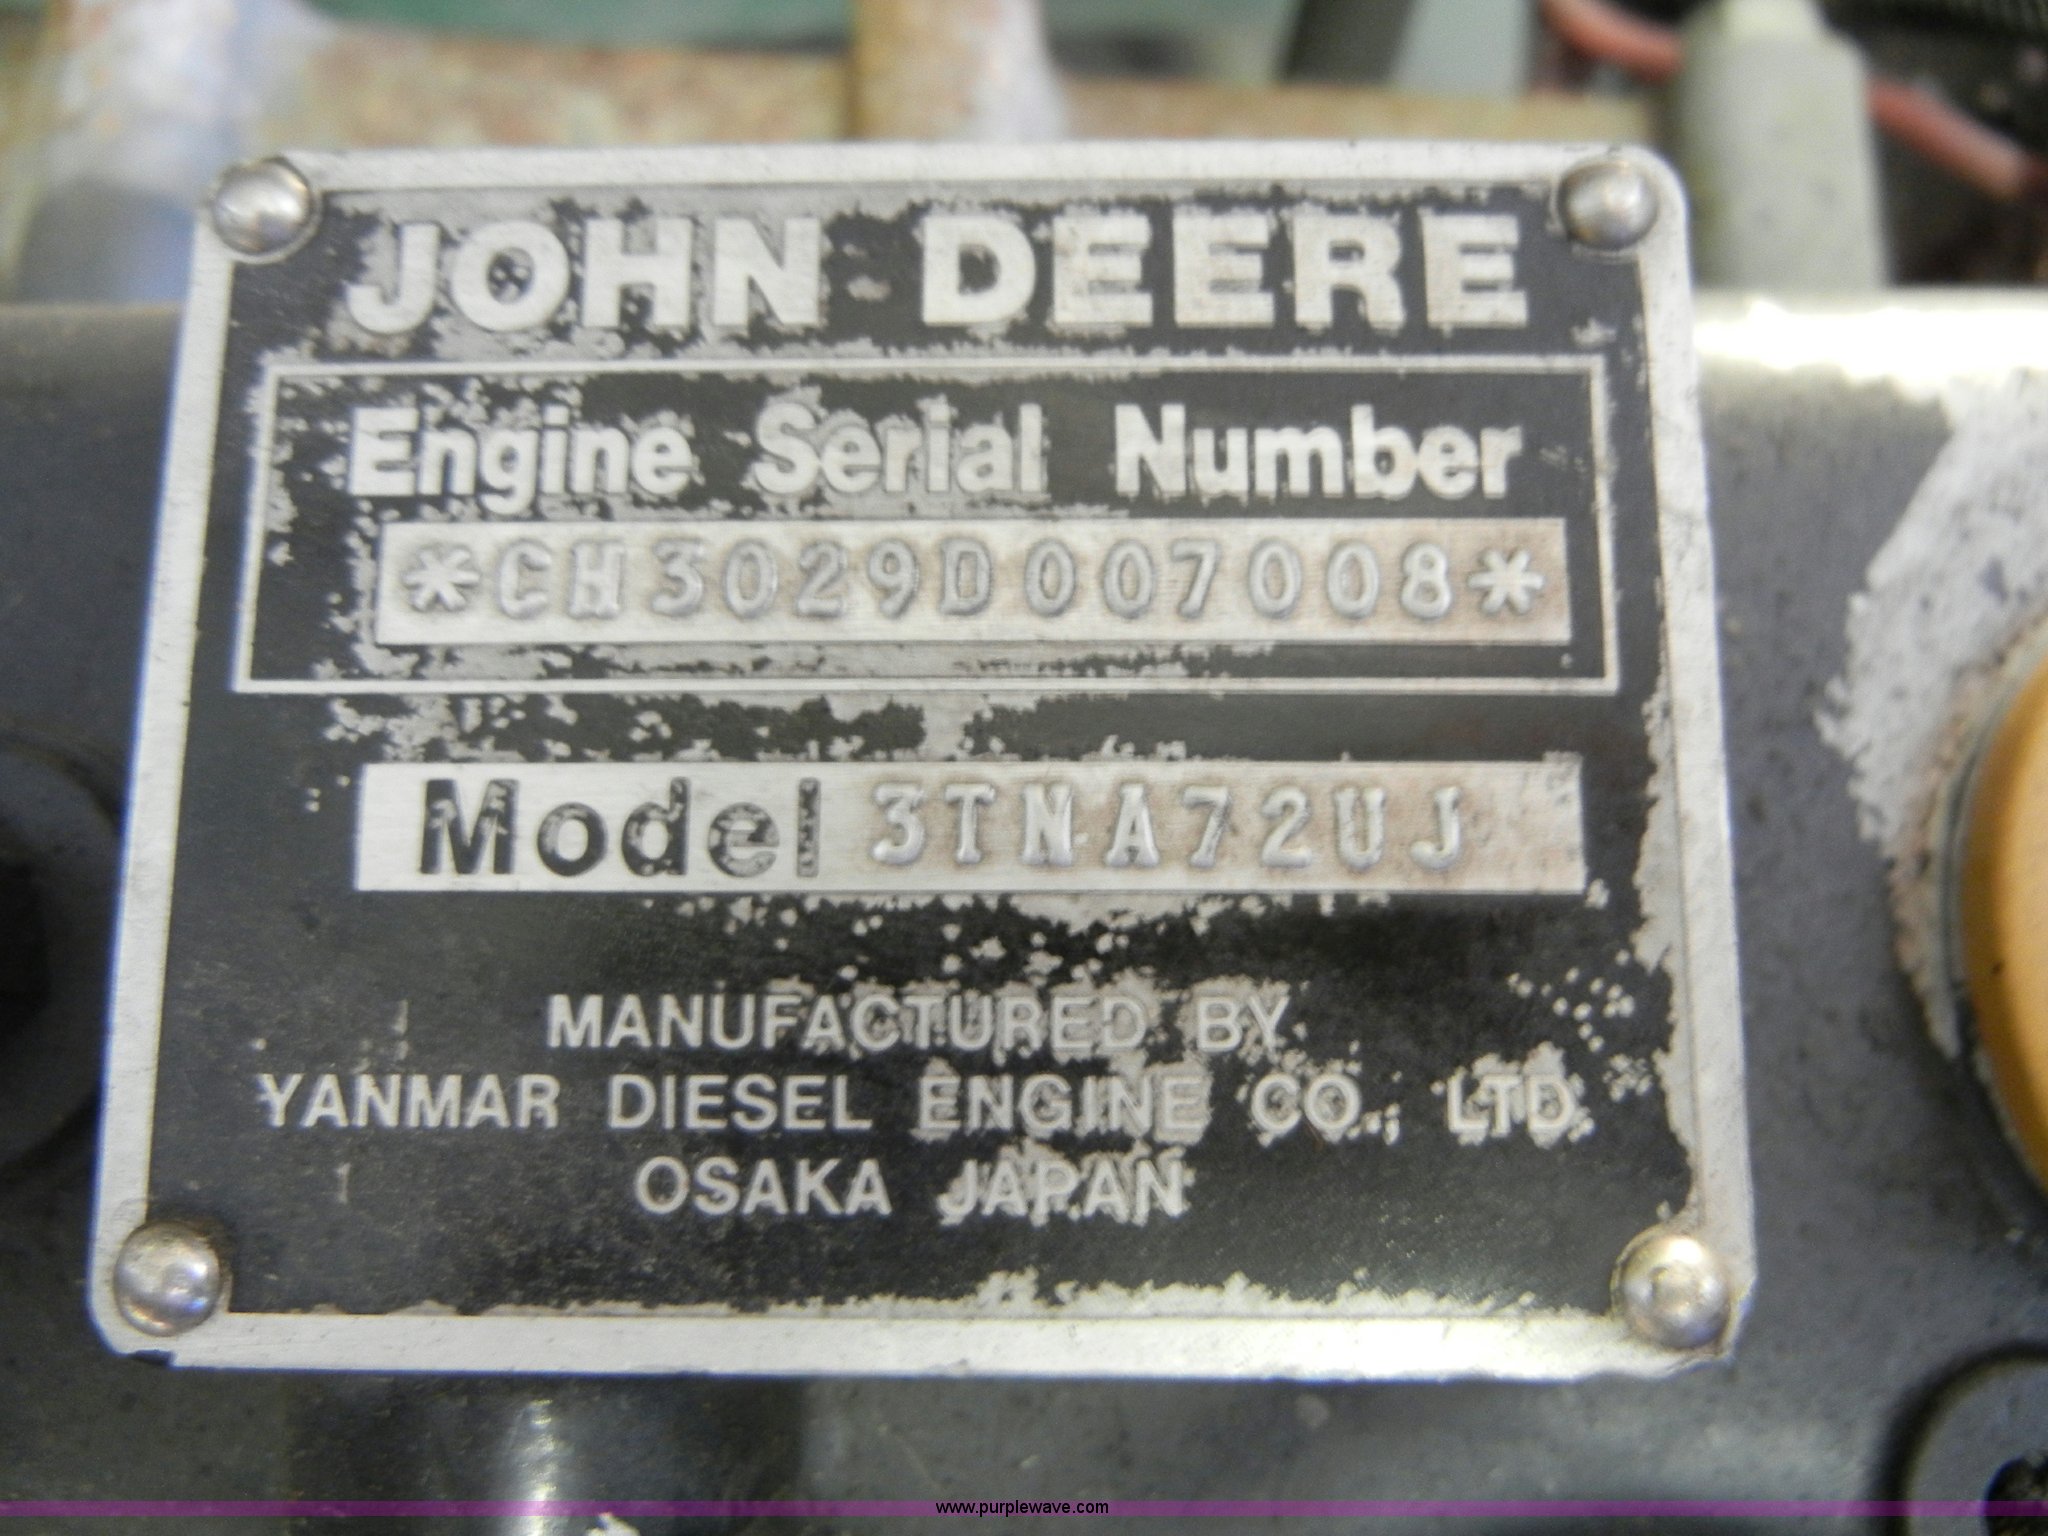 JOHN DEERE
Engine Serial Number
*CH3029D007008*
Model 3TNA72UJ
MANUFACTURED BY
YANMAR DIESEL ENGINE CO., LTD.
OSAKA JAPAN
www.purplewave.com